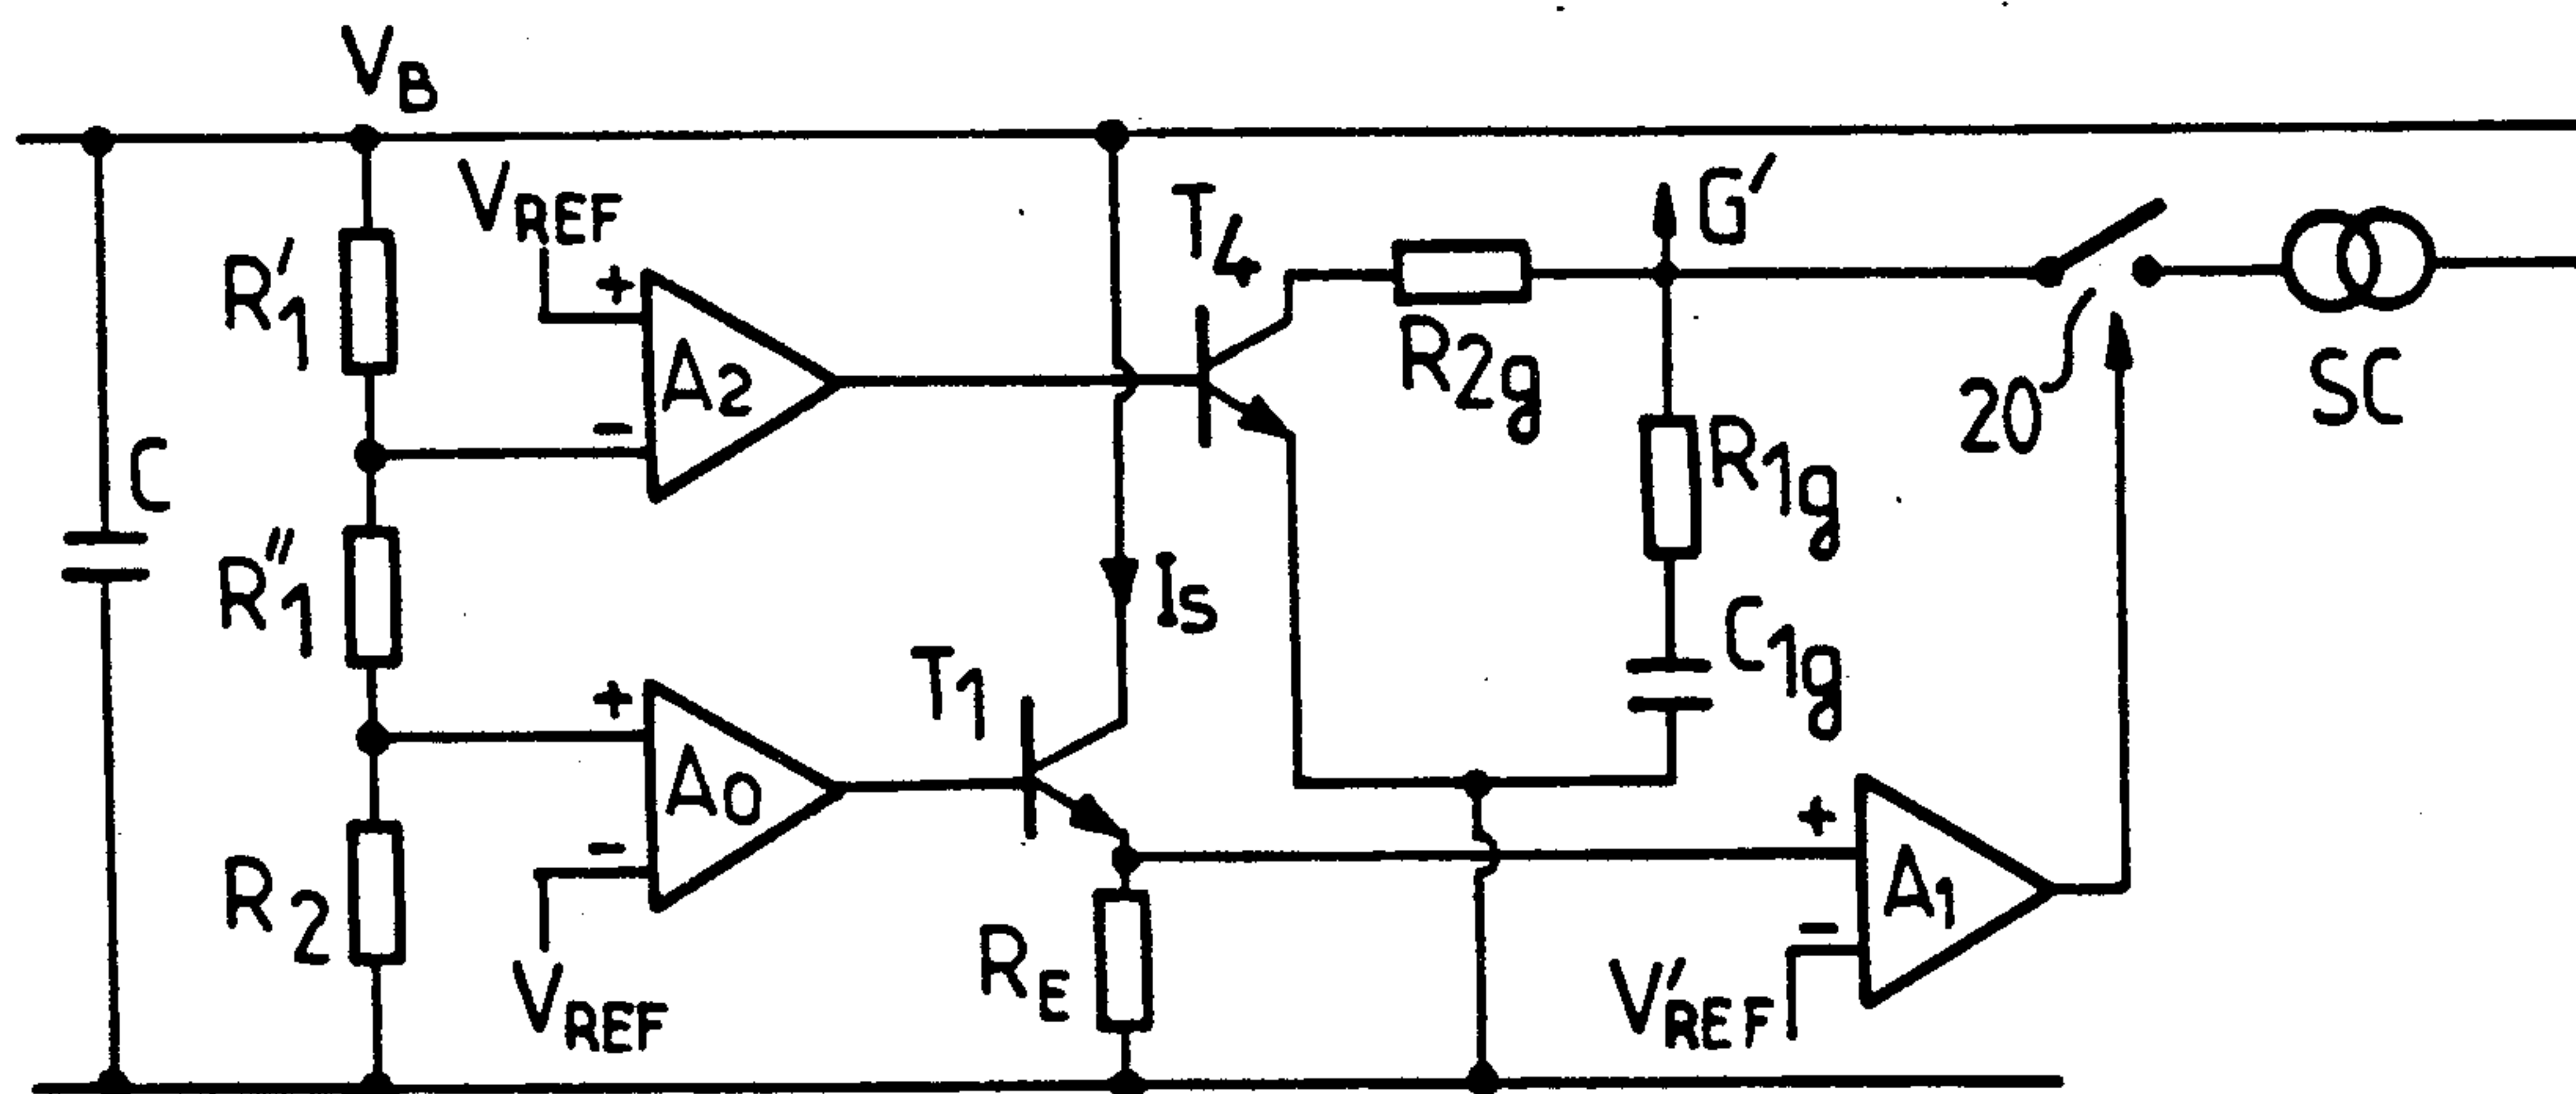 VB
VREF
+
A2
-
R'1
C
R''1
R2
+
A0
-
VREF
T1
IS
RE
T4
R2g
G'
R1g
C1g
20
SC
+
A1
-
V'REF